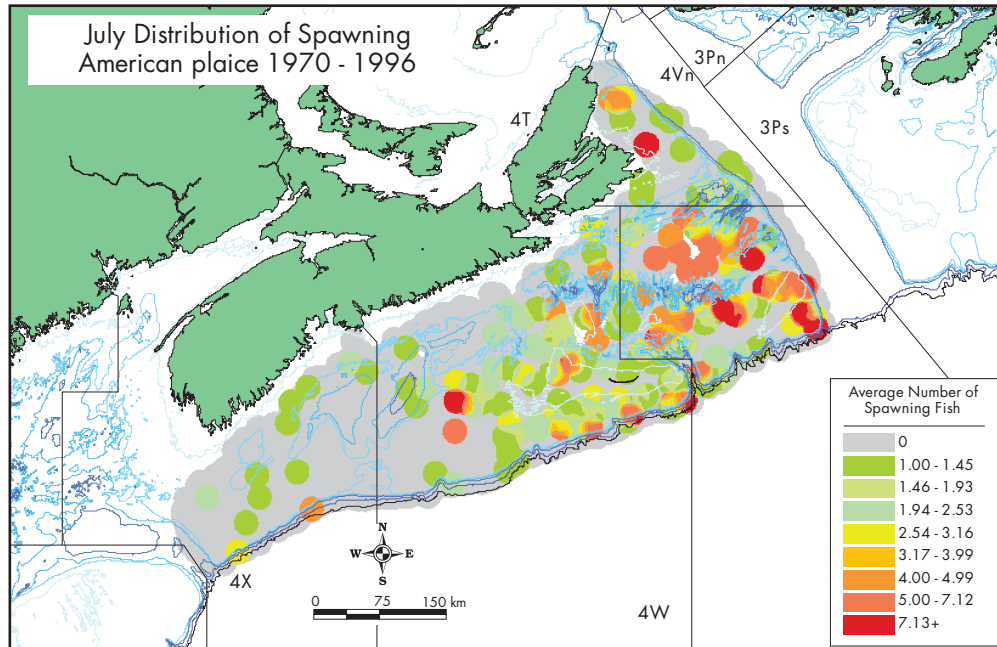 July Distribution of Spawning
American plaice 1970 - 1996
3Pn
4Vn
4T
3Ps
Average Number of
Spawning Fish
0
1.00 - 1.45
1.46 - 1.93
1.94 - 2.53
2.54 - 3.16
3.17 - 3.99
4.00 - 4.99
5.00 - 7.12
7.13+
N
W E
S
4X
0 75 150 km
4W